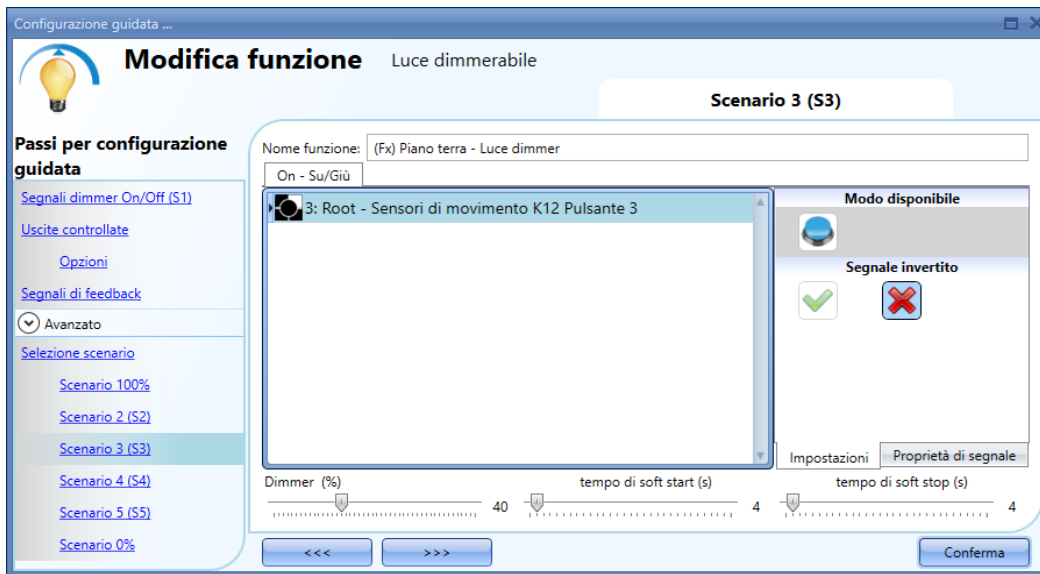 Configurazione guidata ...
Modifica funzione Luce dimmerabile
Scenario 3 (S3)
Passi per configurazione guidata
Segnali dimmer On/Off (S1)
Uscite controllate
Opzioni
Segnali di feedback
Avanzato
Selezione scenario
Scenario 100%
Scenario 2 (S2)
Scenario 3 (S3)
Scenario 4 (S4)
Scenario 5 (S5)
Scenario 0%
Nome funzione: (Fx) Piano terra - Luce dimmer
On - Su/Giù
3: Root - Sensori di movimento K12 Pulsante 3
Modo disponibile
Segnale invertito
Impostazioni Proprietà di segnale
Dimmer (%) tempo di soft start (s) tempo di soft stop (s)
40 4 4
<<< >>> Conferma